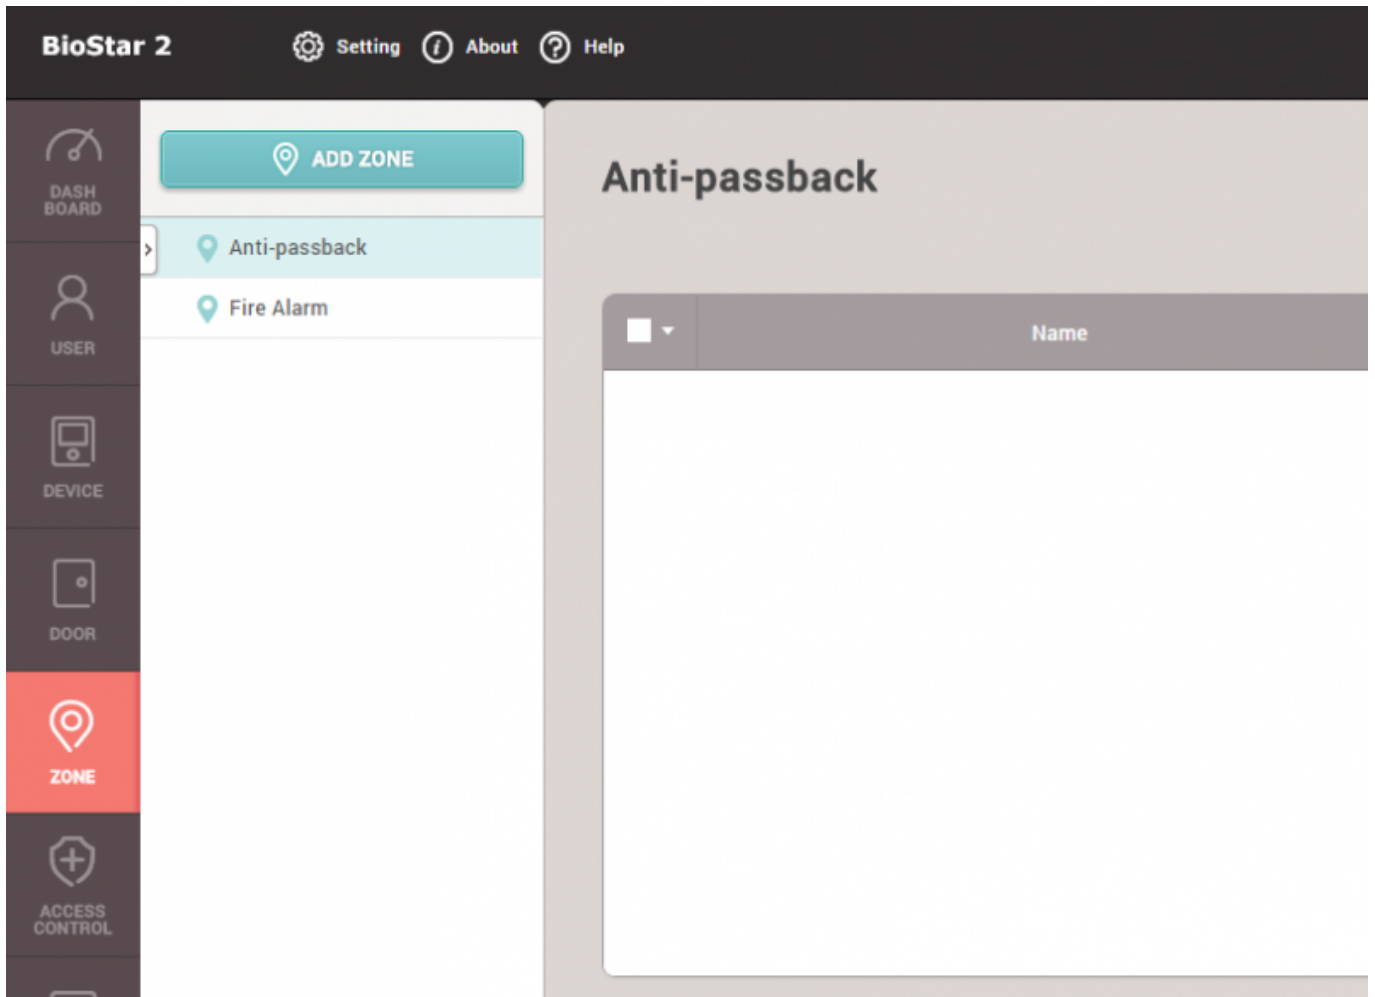 BioStar 2
Setting
About
Help
DASH
BOARD
USER
DEVICE
DOOR
ZONE
ACCESS
CONTROL
ADD ZONE
Anti-passback
Fire Alarm
Anti-passback
Name